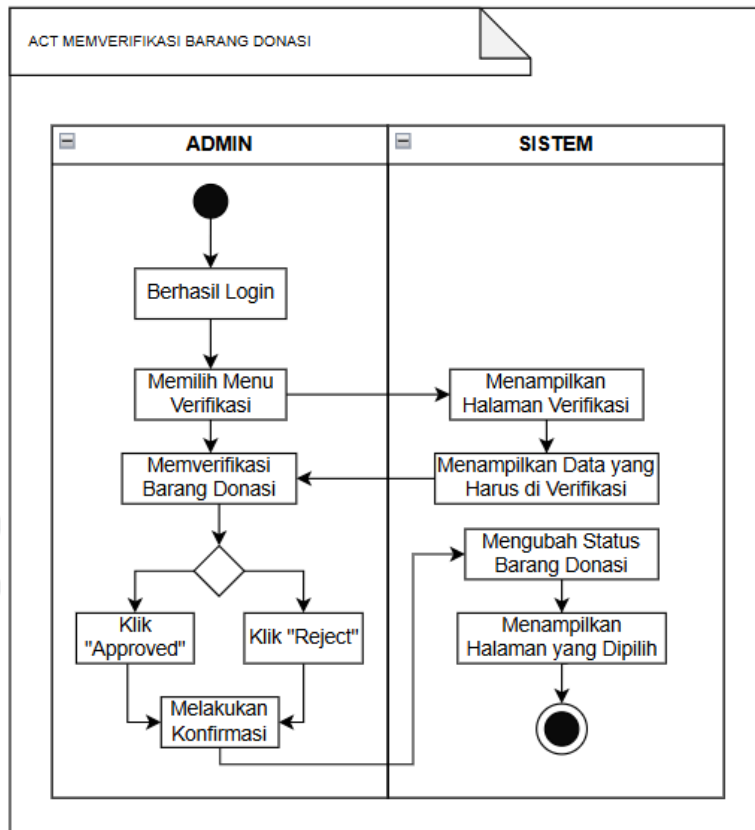 ACT MEMVERIFIKASI BARANG DONASI
ADMIN
SISTEM
Berhasil Login
Memilih Menu
Verifikasi
Menampilkan
Halaman Verifikasi
Memverifikasi
Barang Donasi
Menampilkan Data yang
Harus di Verifikasi
Mengubah Status
Barang Donasi
Klik
"Approved"
Klik "Reject"
Menampilkan
Halaman yang Dipilih
Melakukan
Konfirmasi